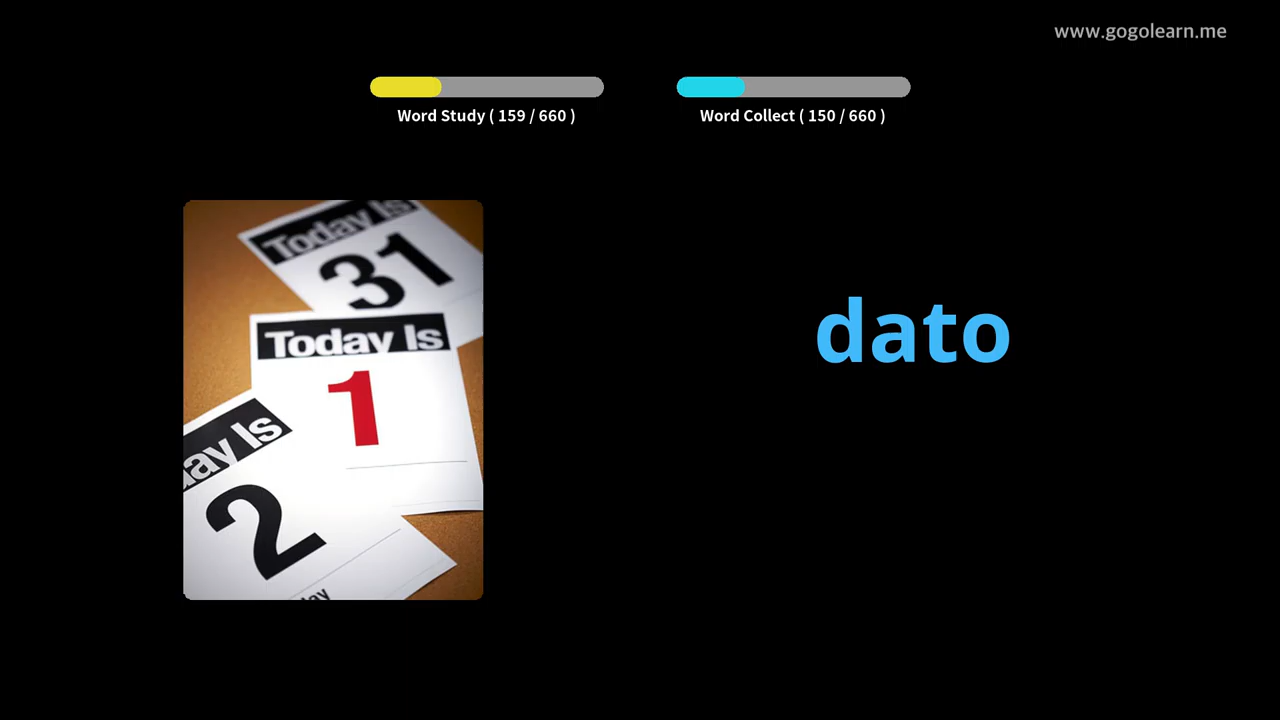 www.gogolearn.me
Word Study ( 159 / 660 )
Word Collect ( 150 / 660 )
Today Is
31
Today Is
1
day Is
2
dato